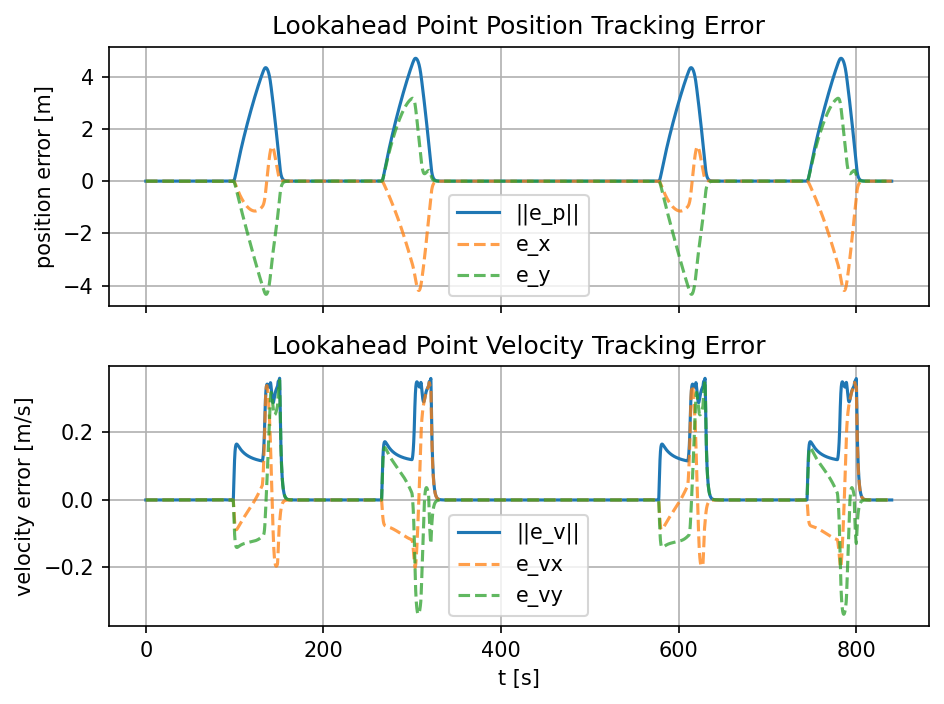 Lookahead Point Position Tracking Error
position error [m]
4
2
0
−2
−4
||e_p||
e_x
e_y
Lookahead Point Velocity Tracking Error
velocity error [m/s]
0.2
0.0
−0.2
||e_v||
e_vx
e_vy
0 200 400 600 800
t [s]